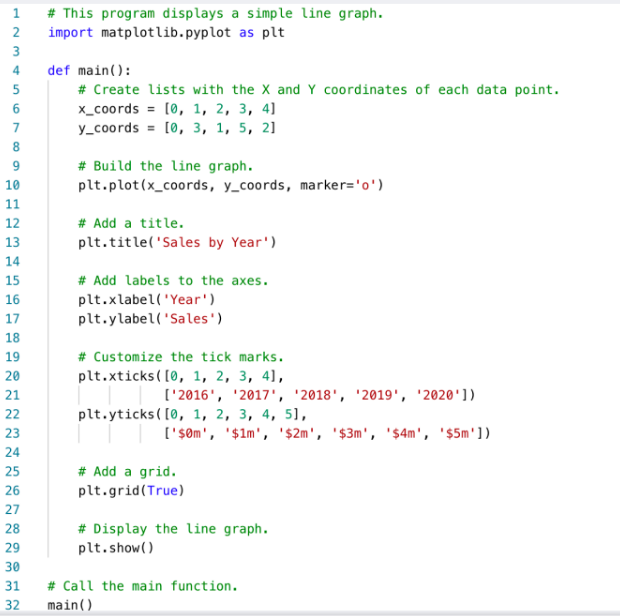 1 # This program displays a simple line graph.
2 import matplotlib.pyplot as plt
3
4 def main():
5     # Create lists with the X and Y coordinates of each data point.
6     x_coords = [0, 1, 2, 3, 4]
7     y_coords = [0, 3, 1, 5, 2]
8
9     # Build the line graph.
10     plt.plot(x_coords, y_coords, marker='o')
11
12     # Add a title.
13     plt.title('Sales by Year')
14
15     # Add labels to the axes.
16     plt.xlabel('Year')
17     plt.ylabel('Sales')
18
19     # Customize the tick marks.
20     plt.xticks([0, 1, 2, 3, 4],
21                ['2016', '2017', '2018', '2019', '2020'])
22     plt.yticks([0, 1, 2, 3, 4, 5],
23                ['$0m', '$1m', '$2m', '$3m', '$4m', '$5m'])
24
25     # Add a grid.
26     plt.grid(True)
27
28     # Display the line graph.
29     plt.show()
30
31 # Call the main function.
32 main()